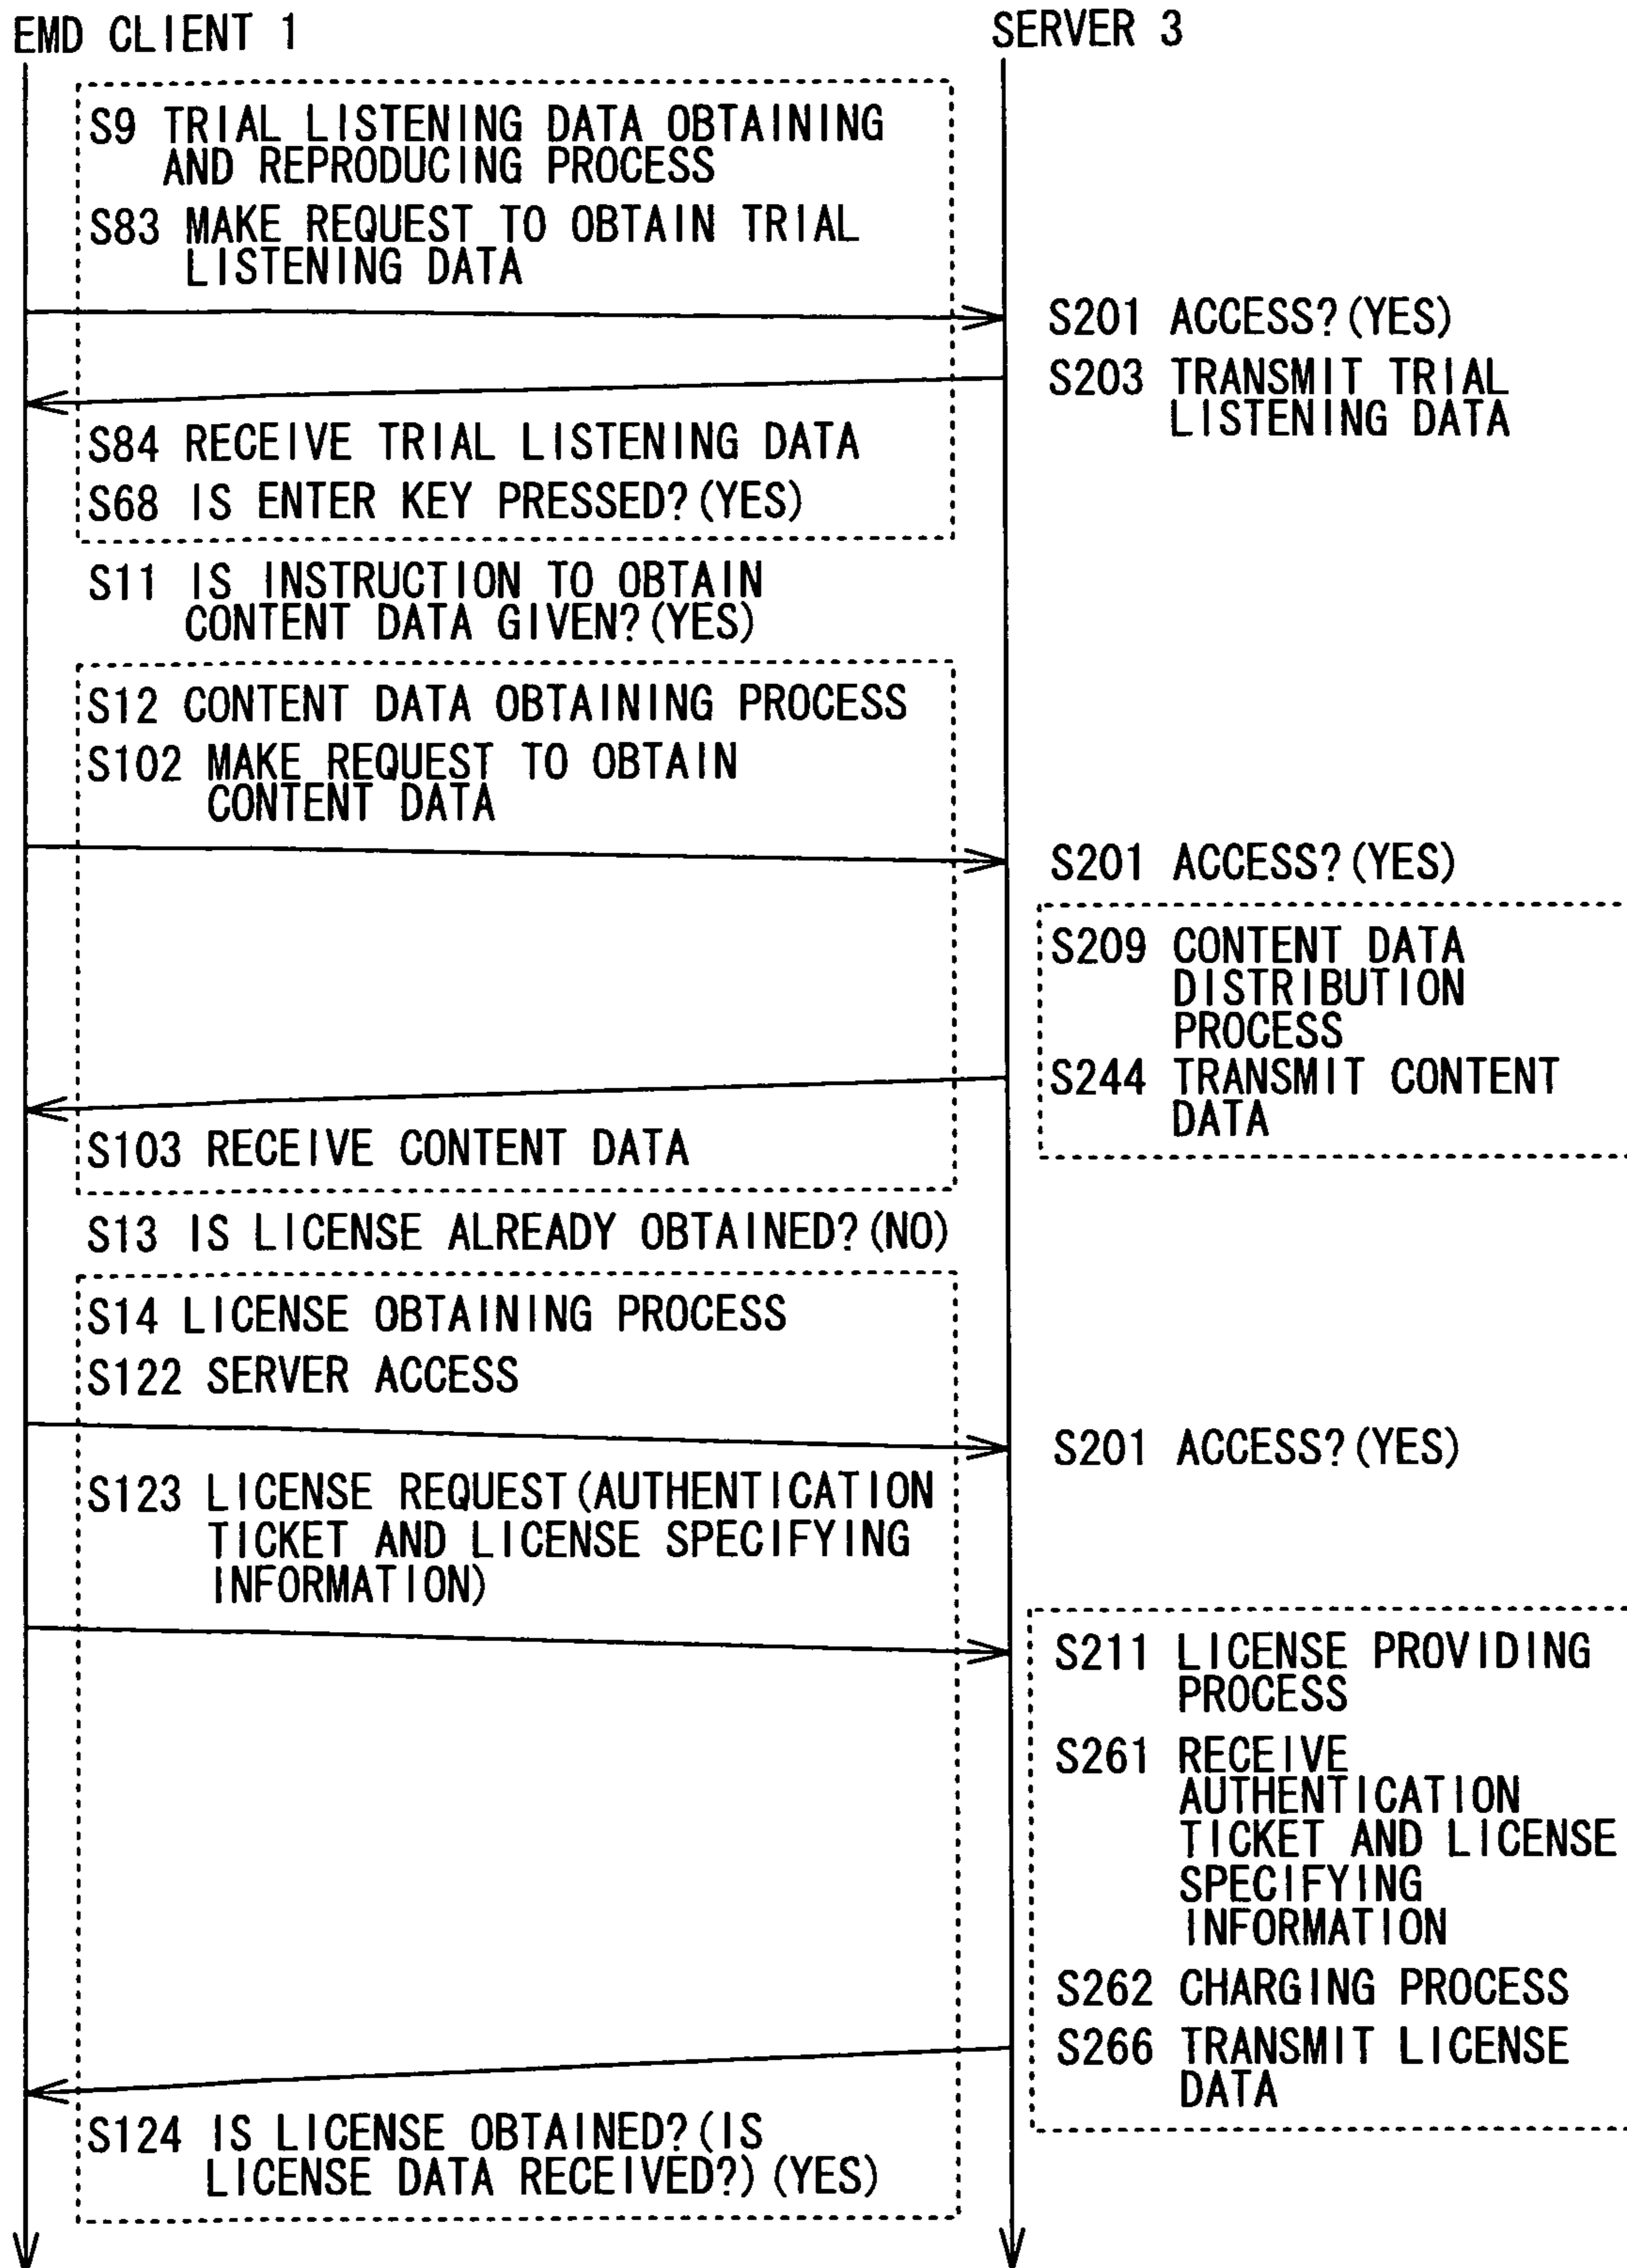 EMD CLIENT 1
SERVER 3
S9 TRIAL LISTENING DATA OBTAINING
AND REPRODUCING PROCESS
S83 MAKE REQUEST TO OBTAIN TRIAL
LISTENING DATA
S201 ACCESS?(YES)
S203 TRANSMIT TRIAL
LISTENING DATA
S84 RECEIVE TRIAL LISTENING DATA
S68 IS ENTER KEY PRESSED?(YES)
S11 IS INSTRUCTION TO OBTAIN
CONTENT DATA GIVEN?(YES)
S12 CONTENT DATA OBTAINING PROCESS
S102 MAKE REQUEST TO OBTAIN
CONTENT DATA
S201 ACCESS?(YES)
S209 CONTENT DATA
DISTRIBUTION
PROCESS
S244 TRANSMIT CONTENT
DATA
S103 RECEIVE CONTENT DATA
S13 IS LICENSE ALREADY OBTAINED?(NO)
S14 LICENSE OBTAINING PROCESS
S122 SERVER ACCESS
S201 ACCESS?(YES)
S123 LICENSE REQUEST(AUTHENTICATION
TICKET AND LICENSE SPECIFYING
INFORMATION)
S211 LICENSE PROVIDING
PROCESS
S261 RECEIVE
AUTHENTICATION
TICKET AND LICENSE
SPECIFYING
INFORMATION
S262 CHARGING PROCESS
S266 TRANSMIT LICENSE
DATA
S124 IS LICENSE OBTAINED?(IS
LICENSE DATA RECEIVED?)(YES)